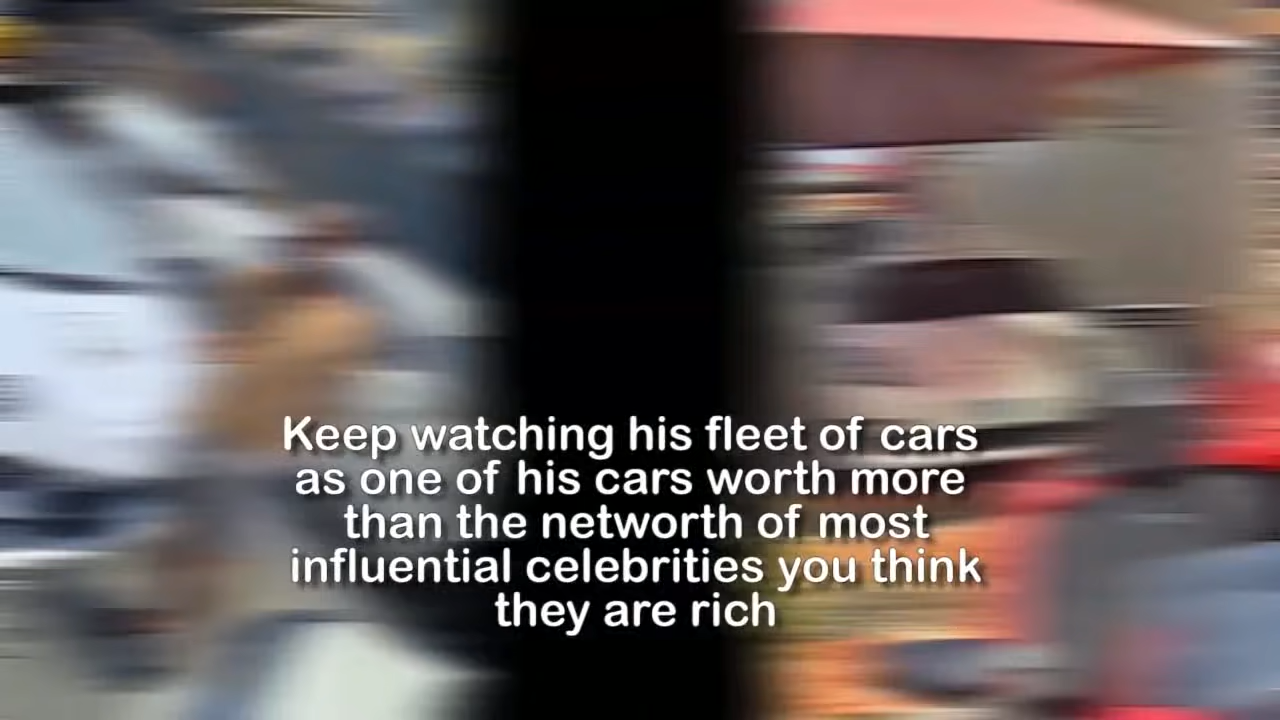 Keep watching his fleet of cars
as one of his cars worth more
than the networth of most
influential celebrities you think
they are rich